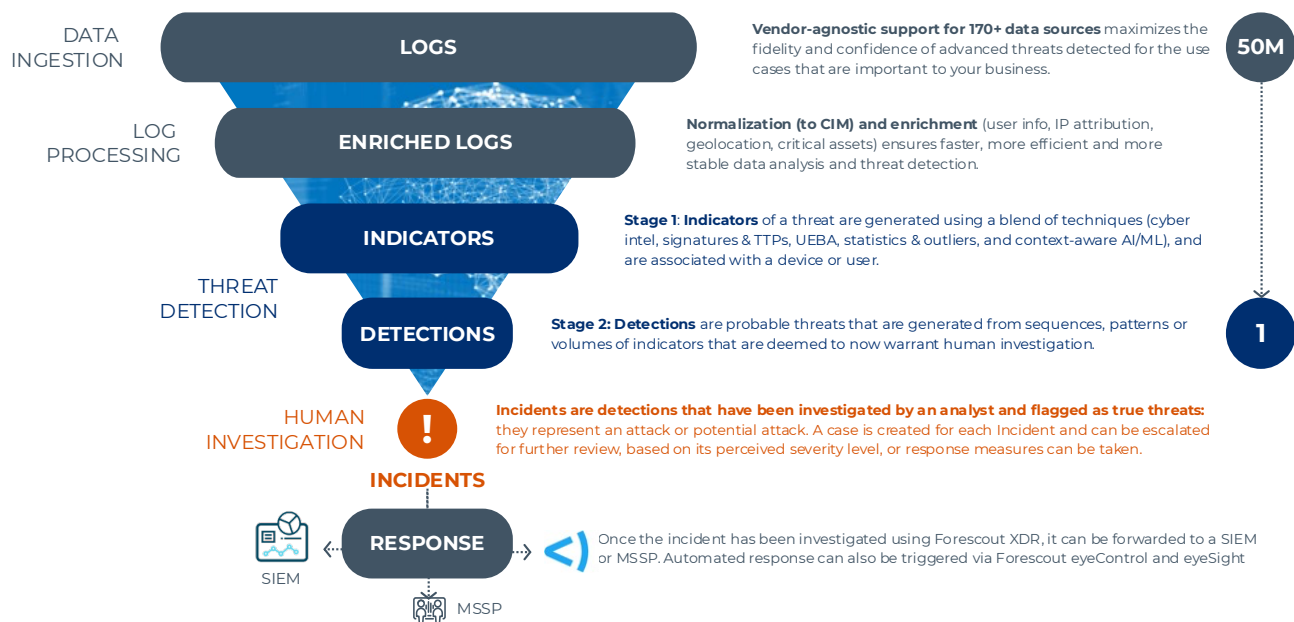 DATA
INGESTION
LOGS
Vendor-agnostic support for 170+ data sources maximizes the
fidelity and confidence of advanced threats detected for the use
cases that are important to your business.
50M
LOG
PROCESSING
ENRICHED LOGS
Normalization (to CIM) and enrichment (user info, IP attribution,
geolocation, critical assets) ensures faster, more efficient and more
stable data analysis and threat detection.
INDICATORS
Stage 1: Indicators of a threat are generated using a blend of techniques (cyber
intel, signatures & TTPs, UEBA, statistics & outliers, and context-aware AI/ML), and
are associated with a device or user.
THREAT
DETECTION
DETECTIONS
Stage 2: Detections are probable threats that are generated from sequences, patterns or
volumes of indicators that are deemed to now warrant human investigation.
1
HUMAN
INVESTIGATION
!
INCIDENTS
Incidents are detections that have been investigated by an analyst and flagged as true threats:
they represent an attack or potential attack. A case is created for each Incident and can be escalated
for further review, based on its perceived severity level, or response measures can be taken.
SIEM
RESPONSE
Once the incident has been investigated using Forescout XDR, it can be forwarded to a SIEM
or MSSP. Automated response can also be triggered via Forescout eyeControl and eyeSight
MSSP